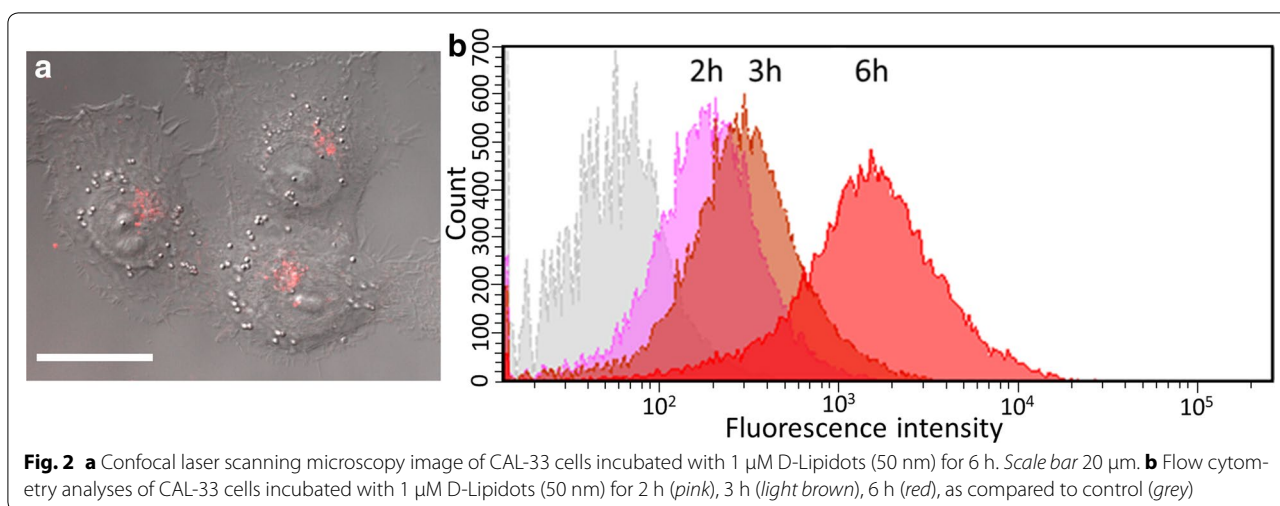 a
b
700
600
500
400
300
200
100
0
Count
2h 3h 6h
10² 10³ 10⁴ 10⁵
Fluorescence intensity
Fig. 2 a Confocal laser scanning microscopy image of CAL-33 cells incubated with 1 µM D-Lipidots (50 nm) for 6 h. Scale bar 20 µm. b Flow cytom-
etry analyses of CAL-33 cells incubated with 1 µM D-Lipidots (50 nm) for 2 h (pink), 3 h (light brown), 6 h (red), as compared to control (grey)